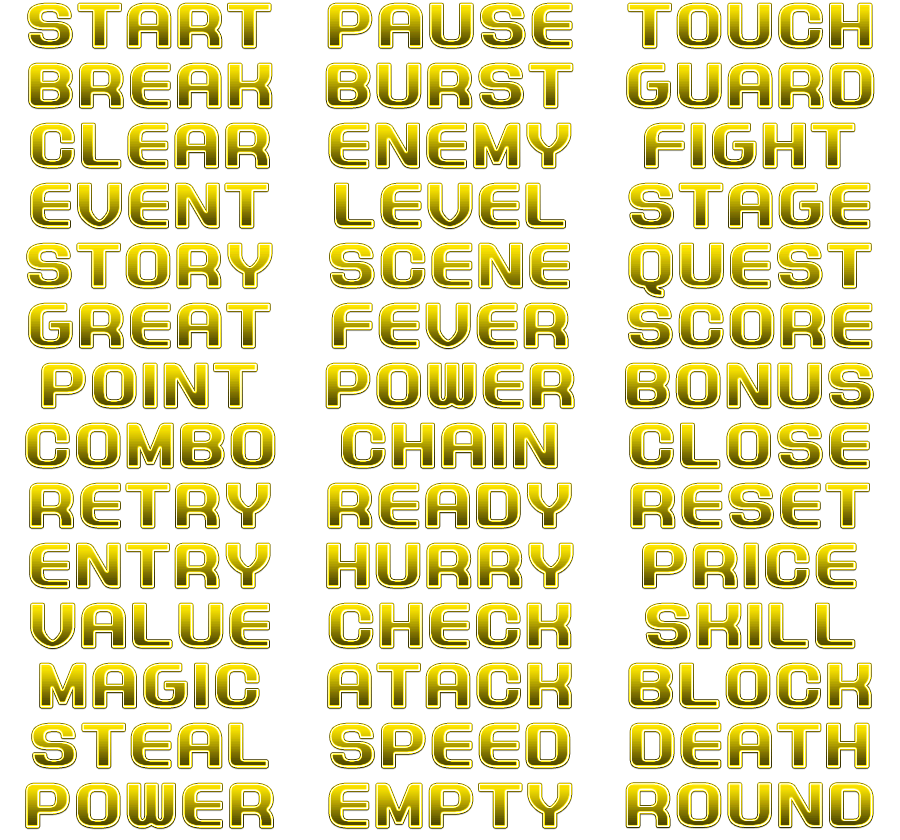 START PAUSE TOUCH
BREAK BURST GUARD
CLEAR ENEMY FIGHT
EVENT LEVEL STAGE
STORY SCENE QUEST
GREAT FEVER SCORE
POINT POWER BONUS
COMBO CHAIN CLOSE
RETRY READY RESET
ENTRY HURRY PRICE
VALUE CHECK SKILL
MAGIC ATACK BLOCK
STEAL SPEED DEATH
POWER EMPTY ROUND